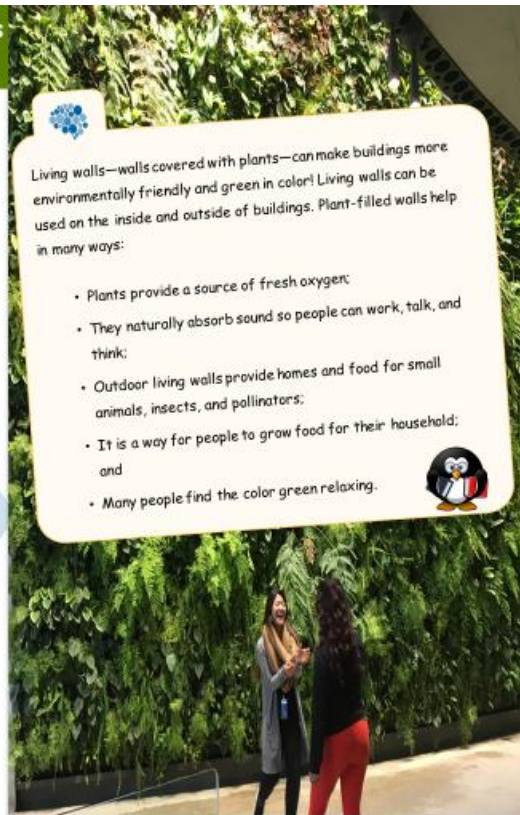 s
Living walls—walls covered with plants—can make buildings more
environmentally friendly and green in color! Living walls can be
used on the inside and outside of buildings. Plant-filled walls help
in many ways:
• Plants provide a source of fresh oxygen;
• They naturally absorb sound so people can work, talk, and
think;
• Outdoor living walls provide homes and food for small
animals, insects, and pollinators;
• It is a way for people to grow food for their household;
and
• Many people find the color green relaxing.